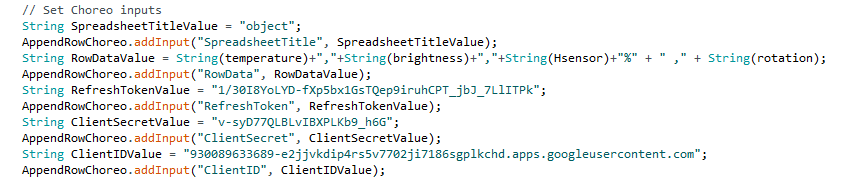 // Set Choreo inputs
String SpreadsheetTitleValue = "object";
AppendRowChoreo.addInput("SpreadsheetTitle", SpreadsheetTitleValue);
String RowDataValue = String(temperature)+","+String(brightness)+","+String(Hsensor)+"%" + " ," + String(rotation);
AppendRowChoreo.addInput("RowData", RowDataValue);
String RefreshTokenValue = "1/30I8YoLYD-fXp5bx1GsTQep9iruhCPT_jbJ_7LlITPk";
AppendRowChoreo.addInput("RefreshToken", RefreshTokenValue);
String ClientSecretValue = "v-syD77QLBLvIBXPLKb9_h6G";
AppendRowChoreo.addInput("ClientSecret", ClientSecretValue);
String ClientIDValue = "930089633689-e2jjvkdip4rs5v7702ji7186sgplkchd.apps.googleusercontent.com";
AppendRowChoreo.addInput("ClientID", ClientIDValue);